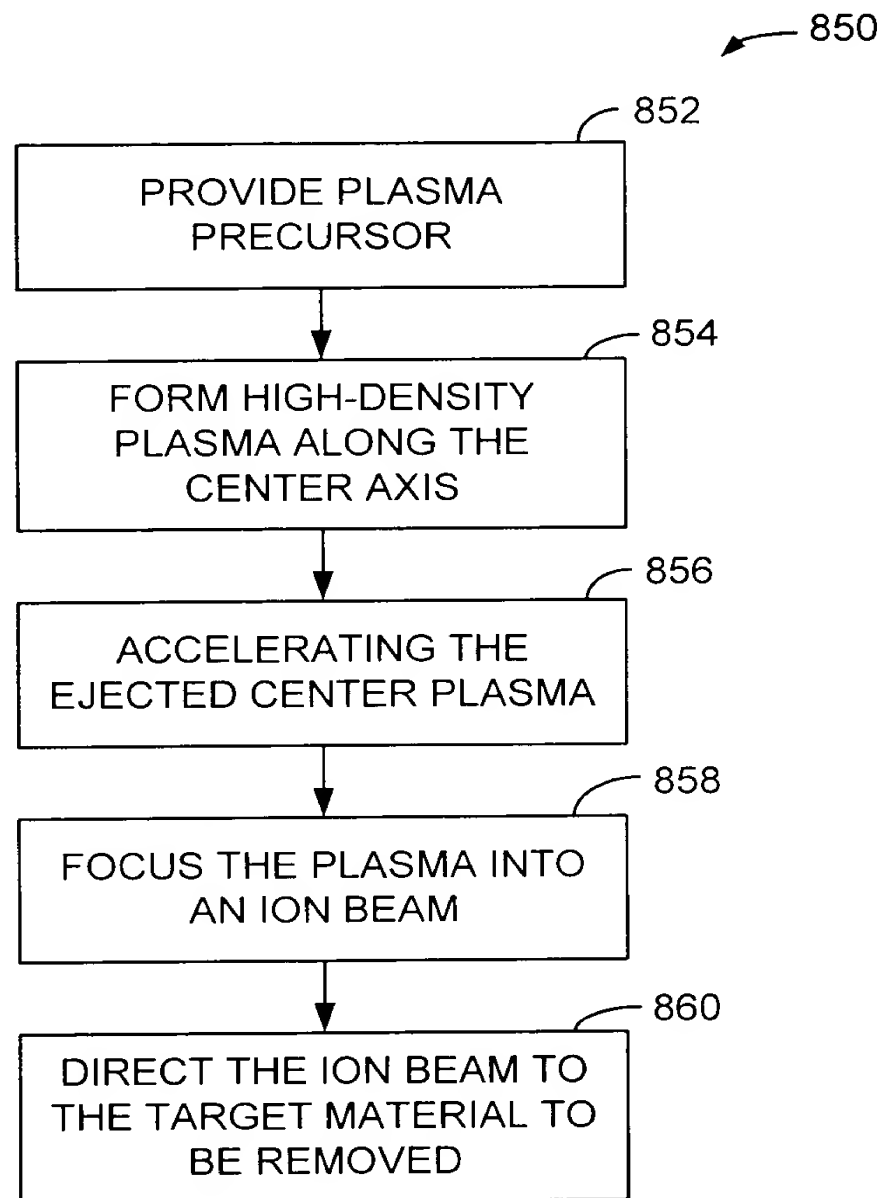 850
852
PROVIDE PLASMA
PRECURSOR
854
FORM HIGH-DENSITY
PLASMA ALONG THE
CENTER AXIS
856
ACCELERATING THE
EJECTED CENTER PLASMA
858
FOCUS THE PLASMA INTO
AN ION BEAM
860
DIRECT THE ION BEAM TO
THE TARGET MATERIAL TO
BE REMOVED